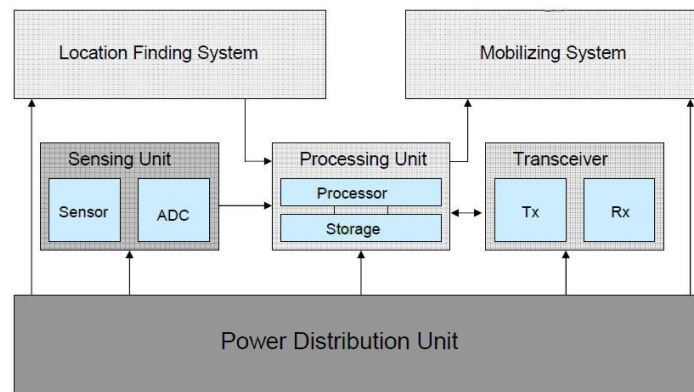 Location Finding System
Mobilizing System
Sensing Unit
Processing Unit
Transceiver
Sensor
ADC
Processor
Storage
Tx
Rx
Power Distribution Unit